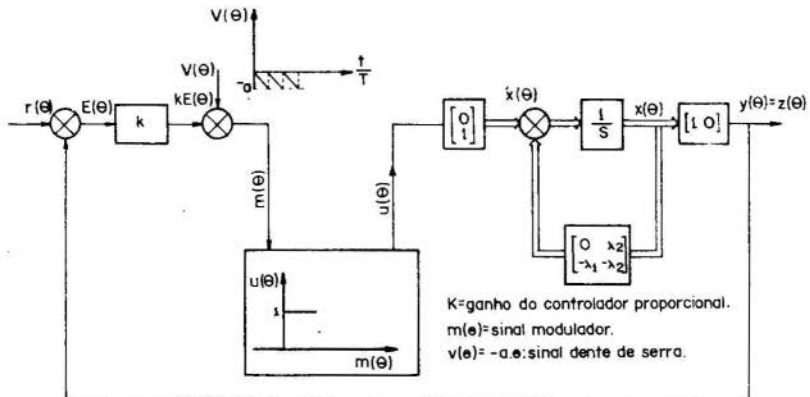 V(θ)
t/T
-a
V(θ)
r(θ)
E(θ)
k
kE(θ)
m(θ)
u(θ)
[0 1]
ẋ(θ)
1/S
x(θ)
[1 0]
y(θ)=z(θ)
[0 λ2
-λ1 -λ2]
u(θ)
1
m(θ)
K=ganho do controlador proporcional.
m(θ)=sinal modulador.
v(θ)= -a.θ:sinal dente de serra.